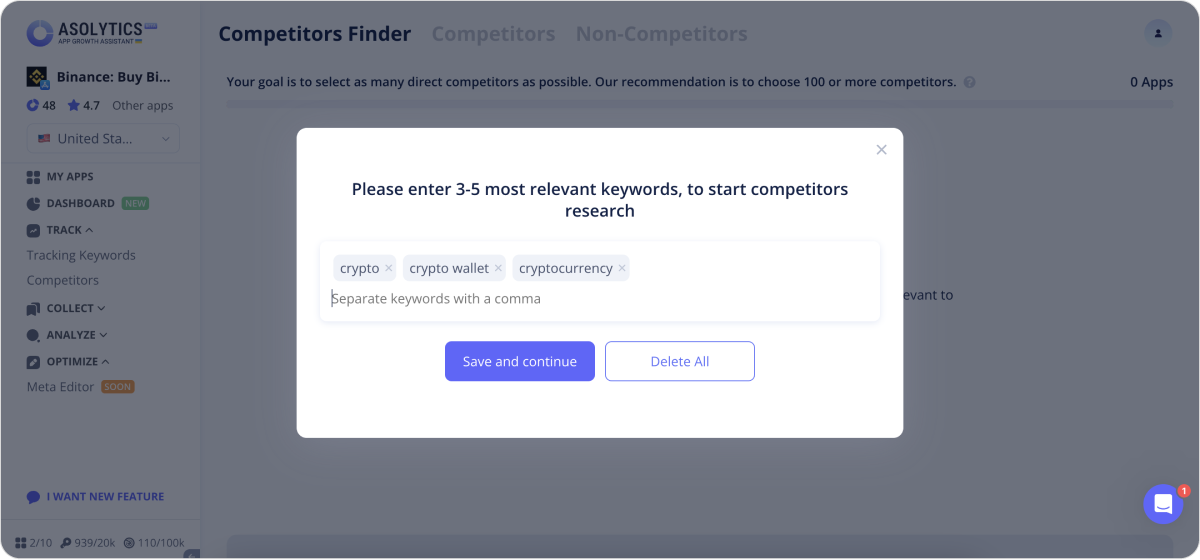 ASOLYTICS BETA
APP GROWTH ASSISTANT
Binance: Buy Bi...
48 4.7 Other apps
United Sta...
MY APPS
DASHBOARD NEW
TRACK
Tracking Keywords
Competitors
COLLECT
ANALYZE
OPTIMIZE
Meta Editor SOON
I WANT NEW FEATURE
2/10 939/20k 110/100k
Competitors Finder Competitors Non-Competitors
Your goal is to select as many direct competitors as possible. Our recommendation is to choose 100 or more competitors. ?
0 Apps
Please enter 3-5 most relevant keywords, to start competitors
research
crypto × crypto wallet × cryptocurrency ×
Separate keywords with a comma
Save and continue
Delete All
evant to
1